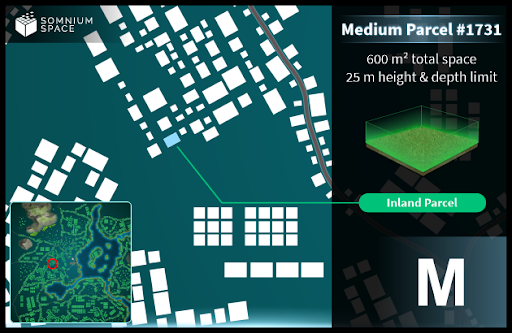 SOMNIUM
SPACE
Medium Parcel #1731
600 m² total space
25 m height & depth limit
Inland Parcel
M